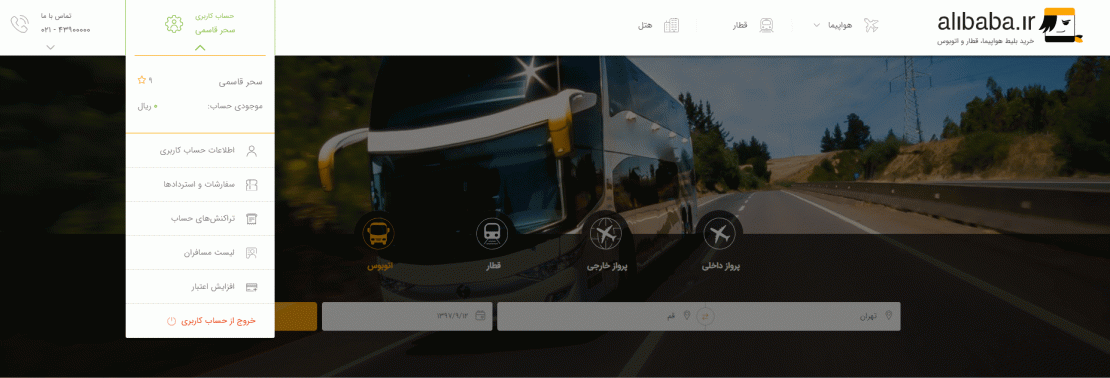 alibaba.ir
خرید بلیط هواپیما، قطار و اتوبوس
هواپیما
قطار
هتل
حساب کاربری
سحر قاسمی
تماس با ما
۰۲۱ - ۴۳۹۰۰۰۰۰
سحر قاسمی
۹
موجودی حساب:
۰ ریال
اطلاعات حساب کاربری
سفارشات و استردادها
تراکنش‌های حساب
لیست مسافران
افزایش اعتبار
خروج از حساب کاربری
پرواز داخلی
پرواز خارجی
قطار
اتوبوس
تهران
قم
۱۳۹۷/۹/۱۲